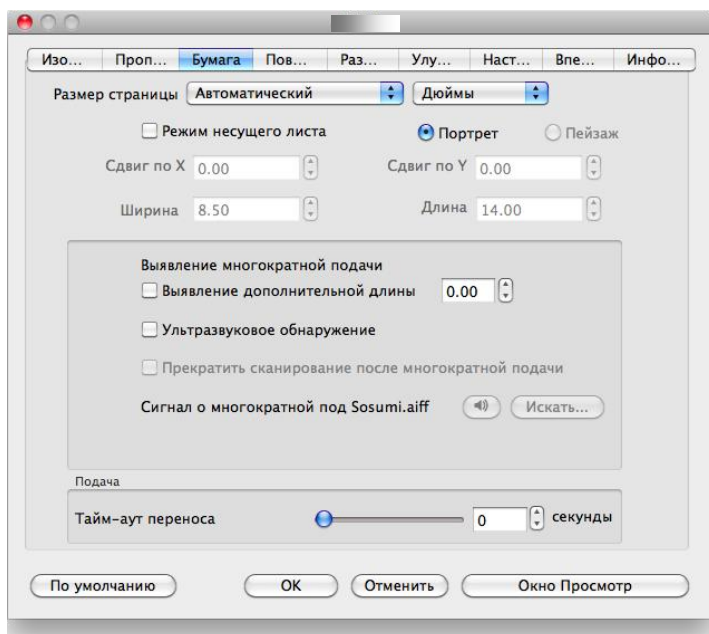 Изо... Проп... Бумага Пов... Раз... Улу... Наст... Впе... Инфо...
Размер страницы Автоматический Дюймы
Режим несущего листа Портрет Пейзаж
Сдвиг по X 0.00 Сдвиг по Y 0.00
Ширина 8.50 Длина 14.00
Выявление многократной подачи
Выявление дополнительной длины 0.00
Ультразвуковое обнаружение
Прекратить сканирование после многократной подачи
Сигнал о многократной под Sosumi.aiff Искать...
Подача
Тайм-аут переноса 0 секунды
По умолчанию OK Отменить Окно Просмотр